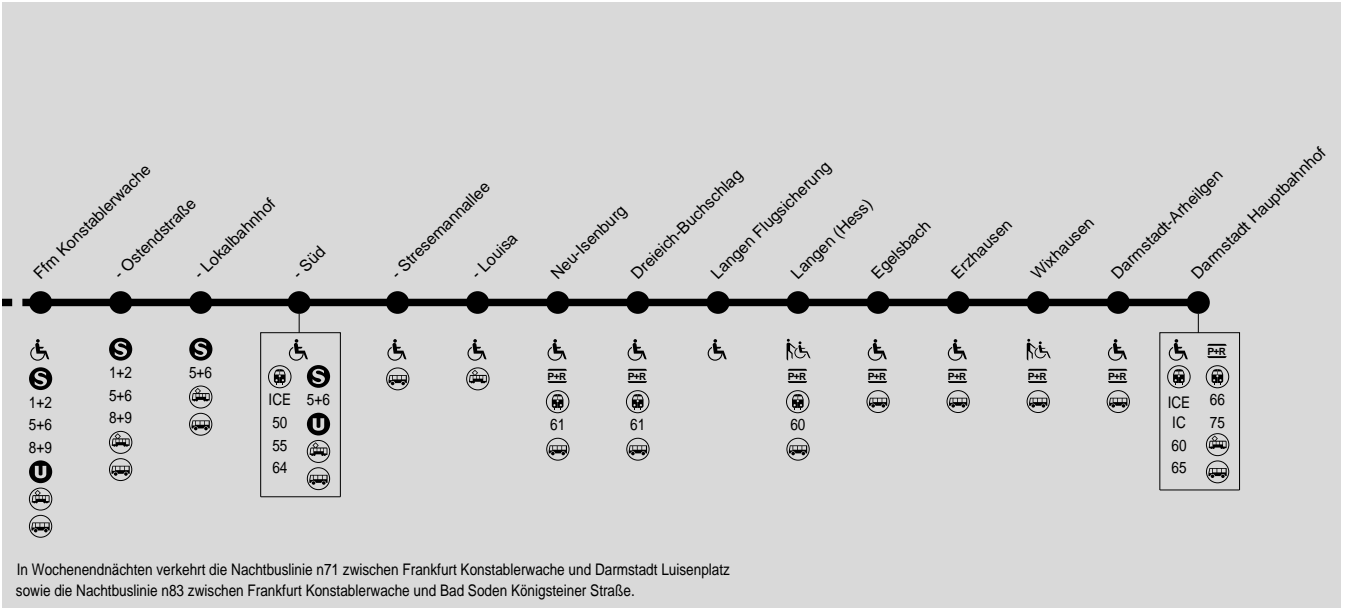 Ffm Konstablerwache
- Ostendstraße
- Lokalbahnhof
- Süd
- Stresemannallee
- Louisa
Neu-Isenburg
Dreieich-Buchschlag
Langen Flugsicherung
Langen (Hess)
Egelsbach
Erzhausen
Wixhausen
Darmstadt-Arheilgen
Darmstadt Hauptbahnhof
S
1+2
5+6
8+9
U
S
1+2
5+6
8+9
S
5+6
ICE
50
55
64
S
5+6
U
P+R
61
P+R
61
P+R
60
P+R
P+R
P+R
P+R
ICE
IC
60
65
P+R
66
75
In Wochenendnächten verkehrt die Nachtbuslinie n71 zwischen Frankfurt Konstablerwache und Darmstadt Luisenplatz
sowie die Nachtbuslinie n83 zwischen Frankfurt Konstablerwache und Bad Soden Königsteiner Straße.